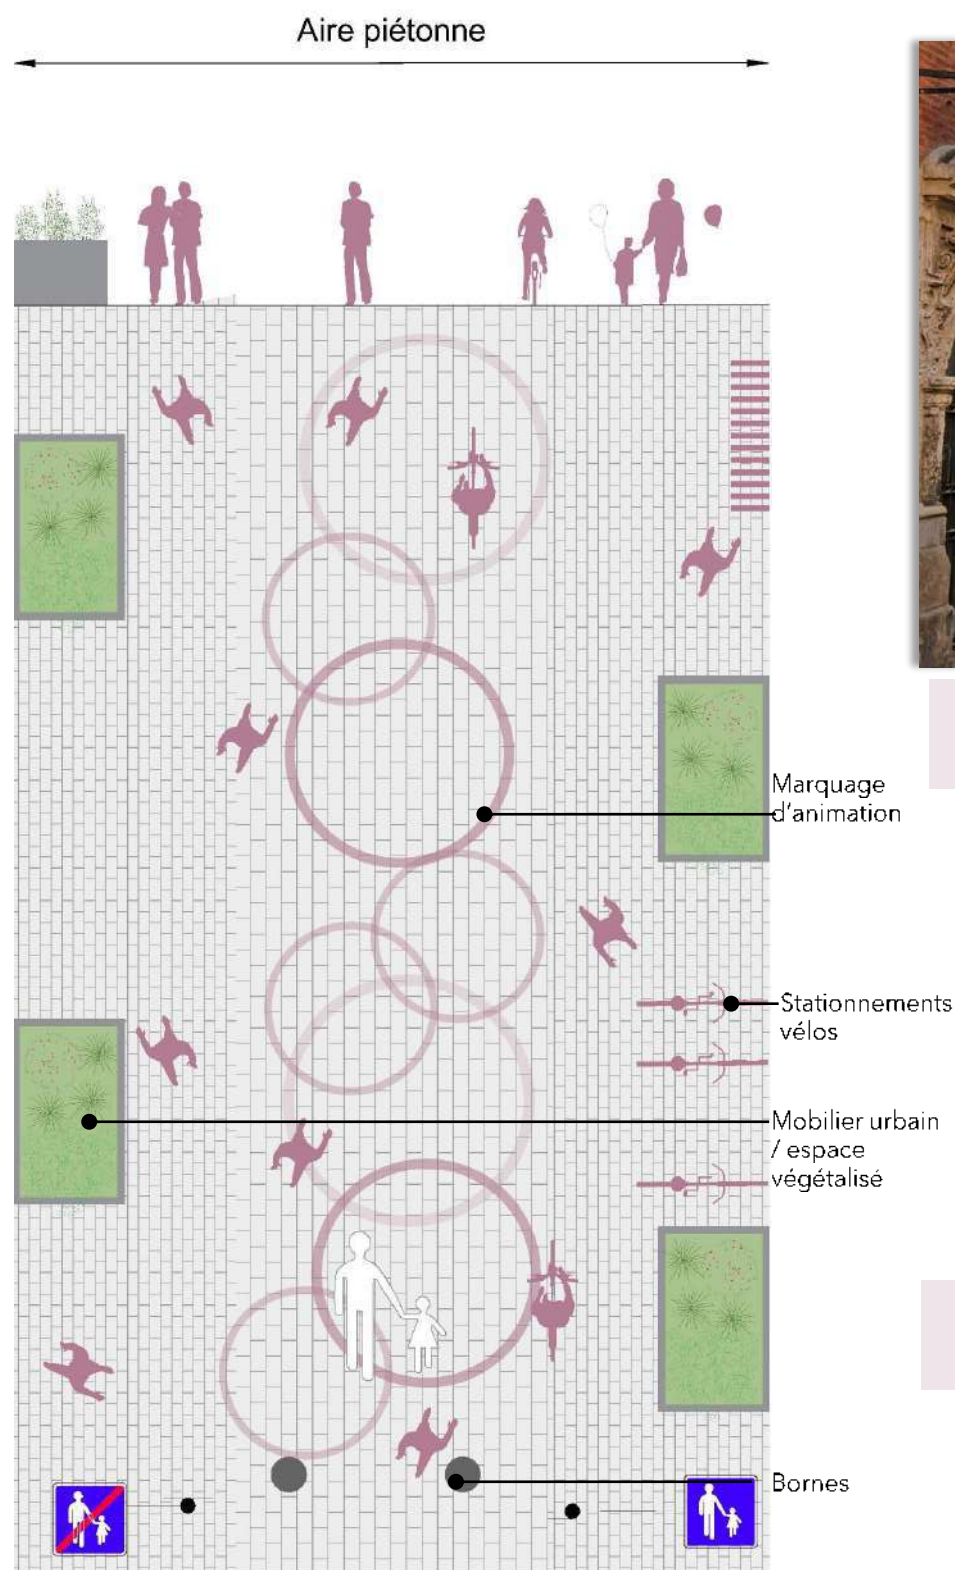 Aire piétonne
Marquage
d'animation
Stationnements
vélos
Mobilier urbain
/ espace
végétalisé
Bornes